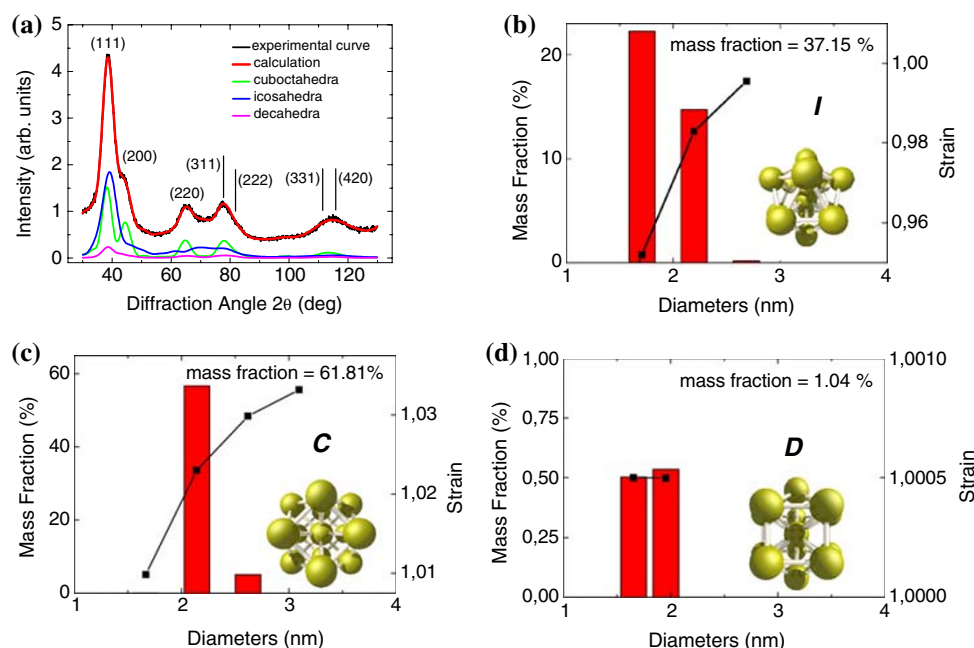 (a)
(111)
experimental curve
calculation
cuboctahedra
icosahedra
decahedra
(200)
(220)
(311)
(222)
(331)
(420)
5
4
3
2
1
0
Intensity (arb. units)
40 60 80 100 120
Diffraction Angle 2θ (deg)
(b)
mass fraction = 37.15 %
I
20
10
0
Mass Fraction (%)
1,00
0,98
0,96
Strain
1 2 3 4
Diameters (nm)
(c)
mass fraction = 61.81%
C
60
40
20
0
Mass Fraction (%)
1,03
1,02
1,01
Strain
1 2 3 4
Diameters (nm)
(d)
mass fraction = 1.04 %
D
1,00
0,75
0,50
0,25
0,00
Mass Fraction (%)
1,0010
1,00005
1,0000
Strain
1 2 3 4
Diameters (nm)